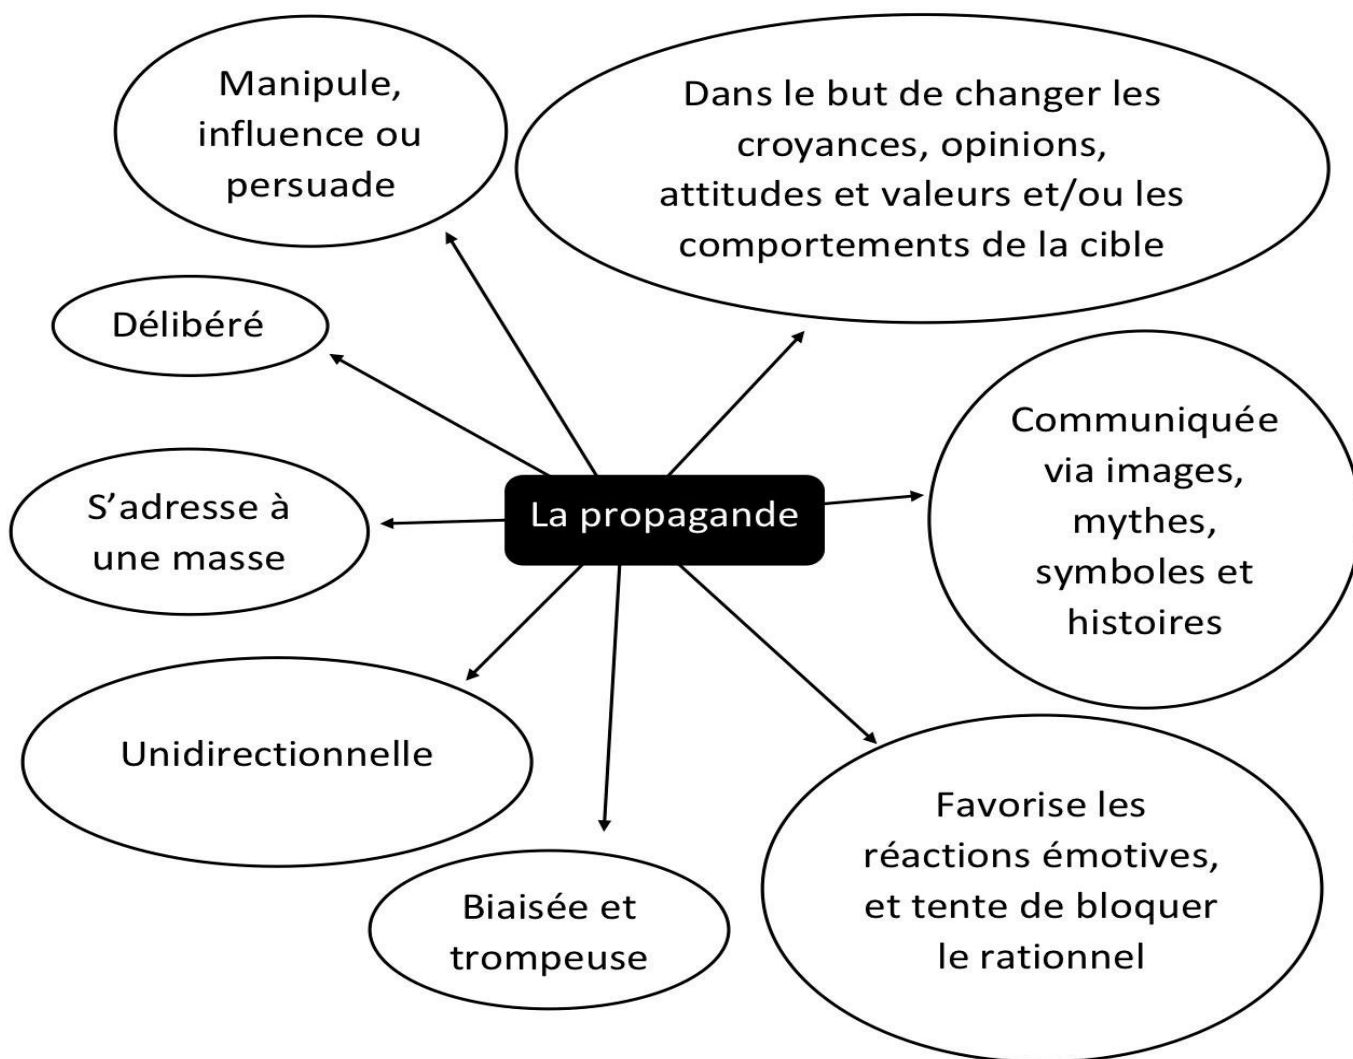 Manipule,
influence ou
persuade
Dans le but de changer les
croyances, opinions,
attitudes et valeurs et/ou les
comportements de la cible
Délibéré
Communiquée
via images,
mythes,
symboles et
histoires
S’adresse à
une masse
La propagande
Unidirectionnelle
Favorise les
réactions émotives,
et tente de bloquer
le rationnel
Biaisée et
trompeuse